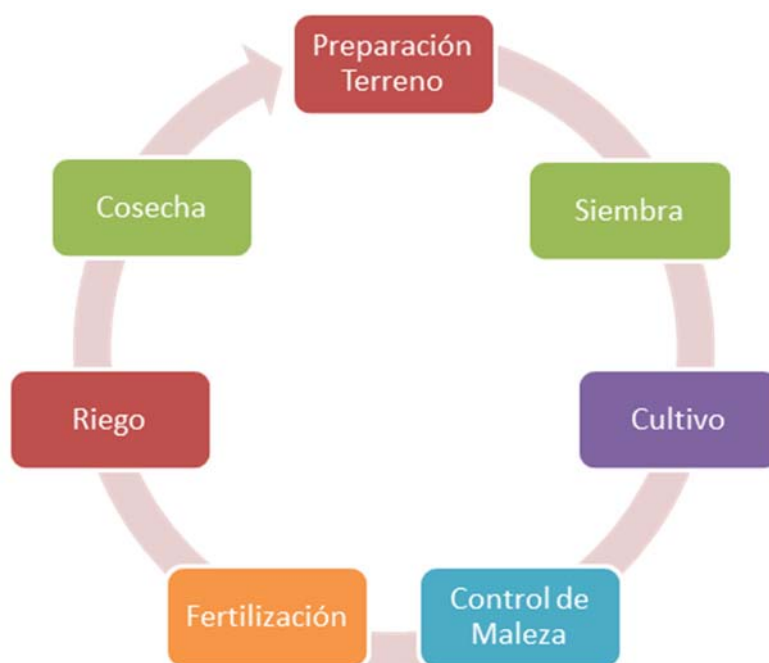 Preparación
Terreno
Siembra
Cultivo
Control de
Maleza
Fertilización
Riego
Cosecha